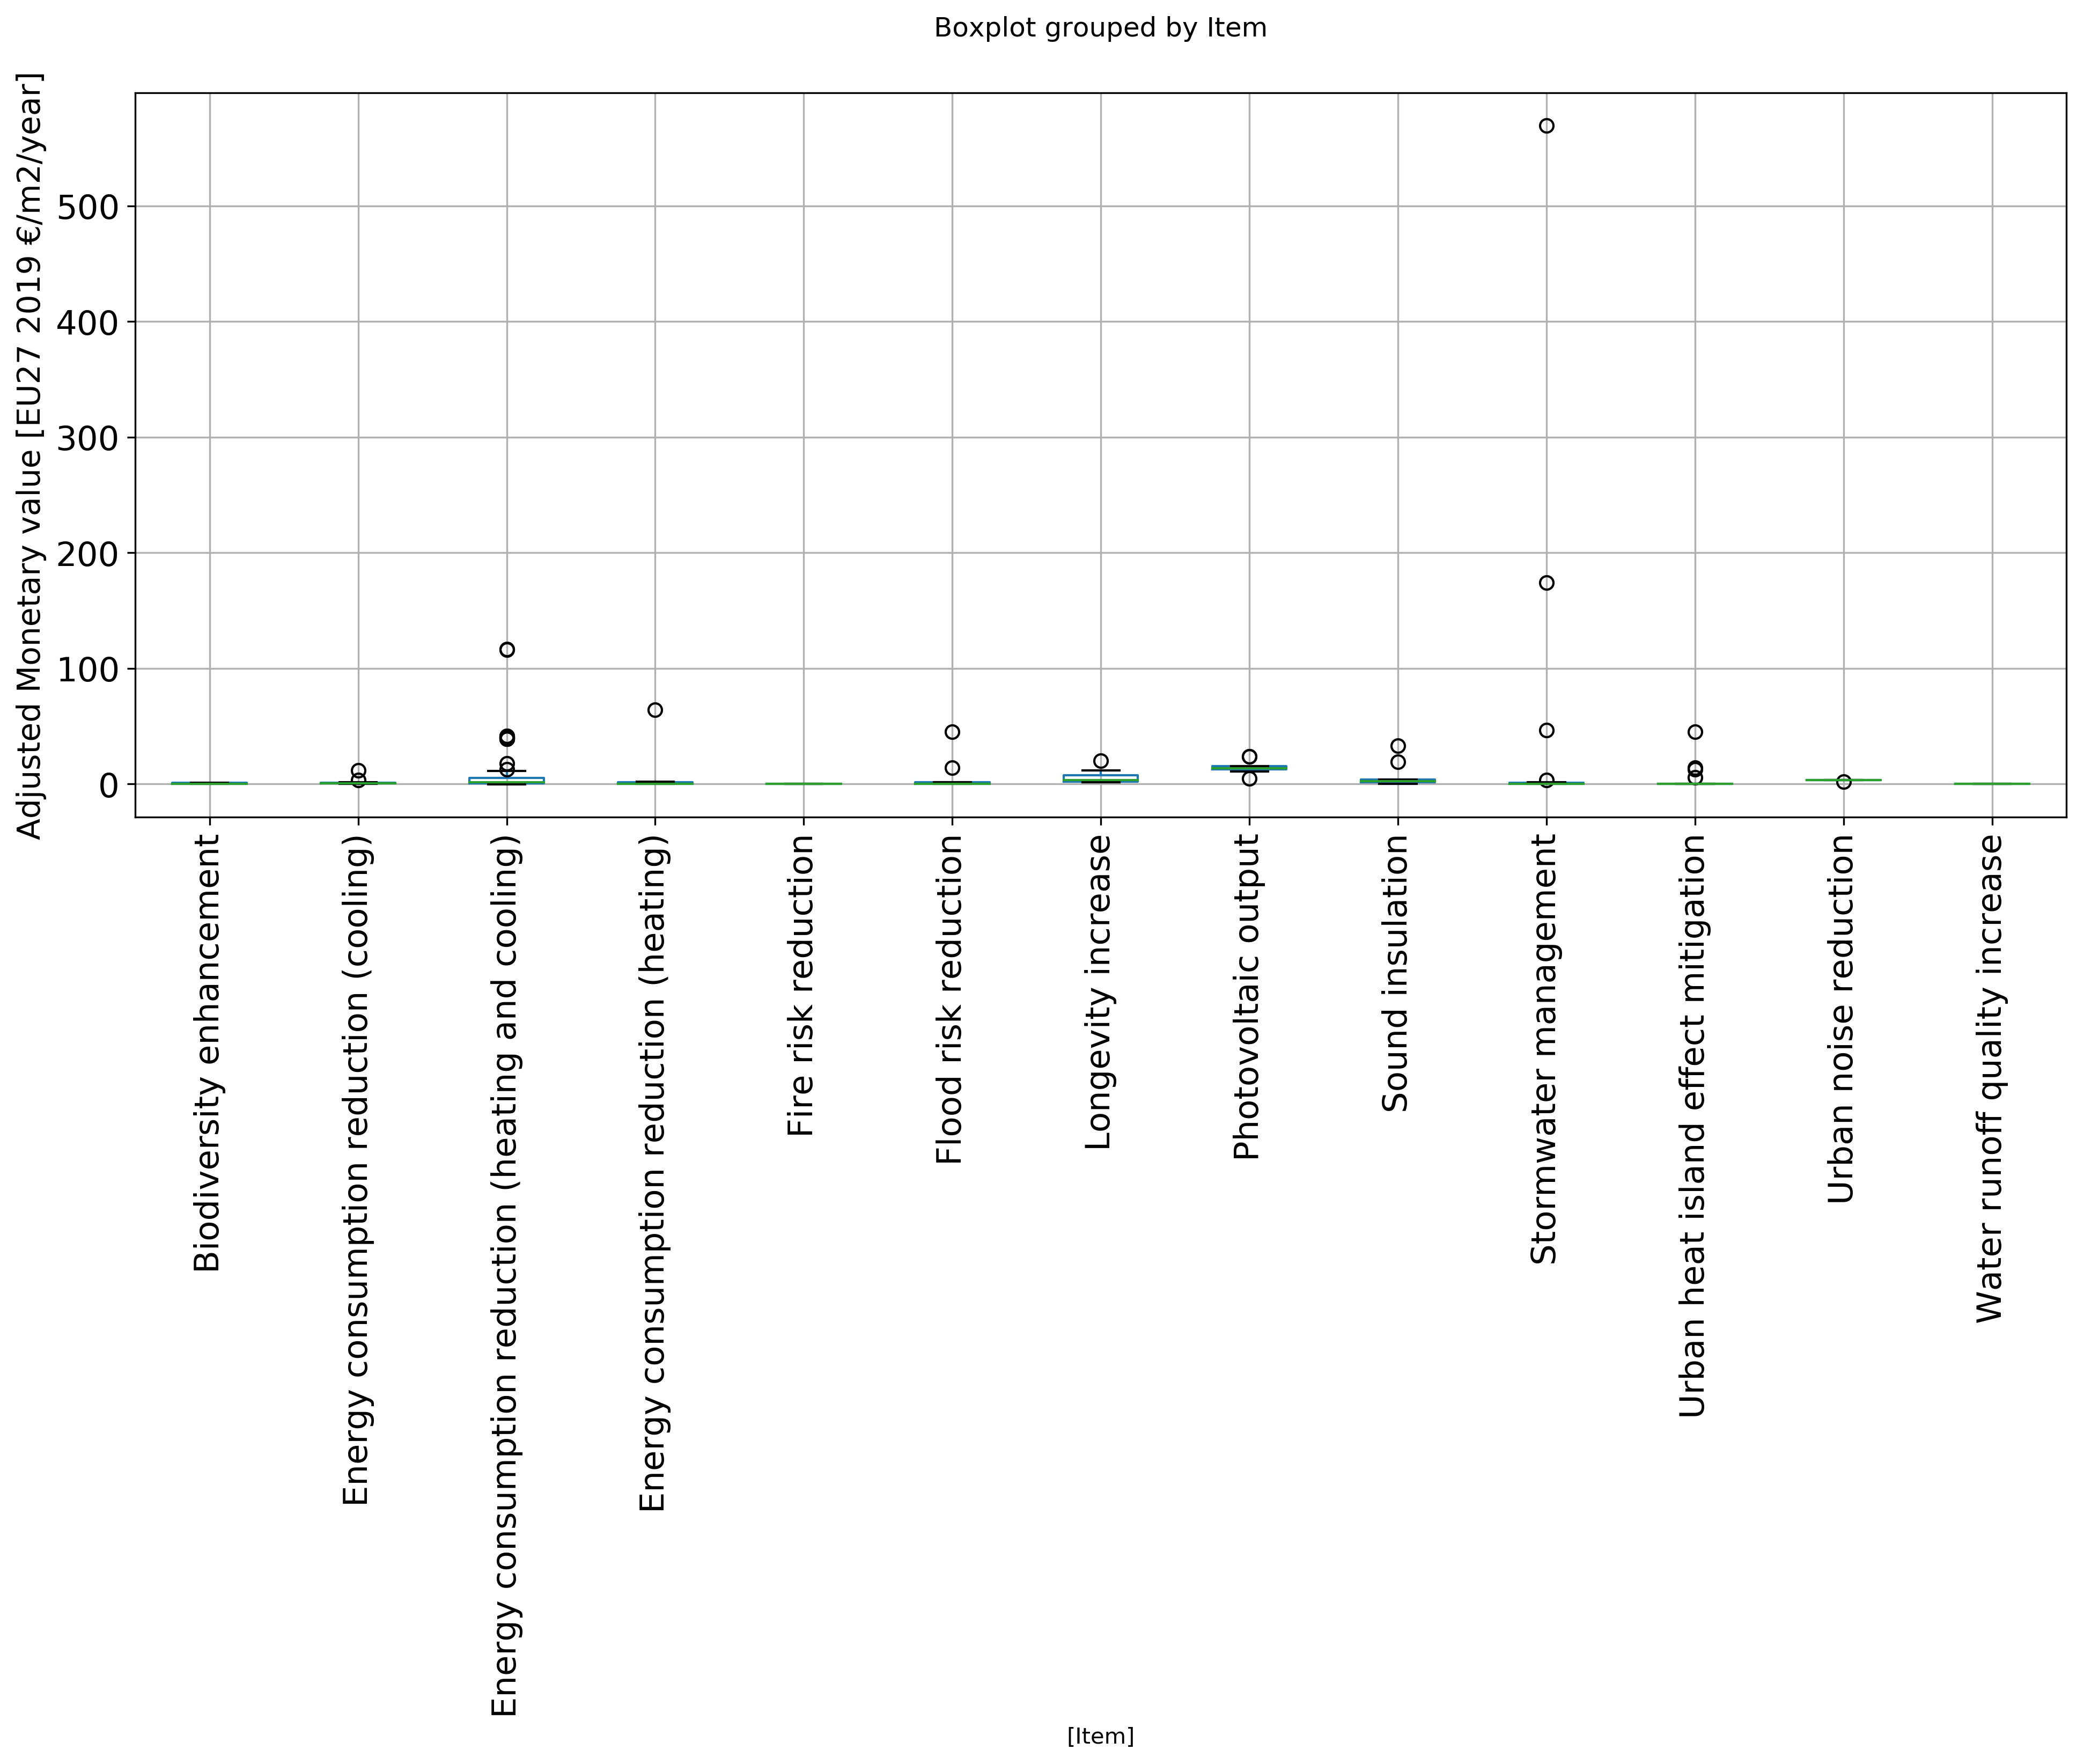 Boxplot grouped by Item
Adjusted Monetary value [EU27 2019 €/m2/year]
500
400
300
200
100
0
Biodiversity enhancement
Energy consumption reduction (cooling)
Energy consumption reduction (heating and cooling)
Energy consumption reduction (heating)
Fire risk reduction
Flood risk reduction
Longevity increase
Photovoltaic output
Sound insulation
Stormwater management
Urban heat island effect mitigation
Urban noise reduction
Water runoff quality increase
[Item]